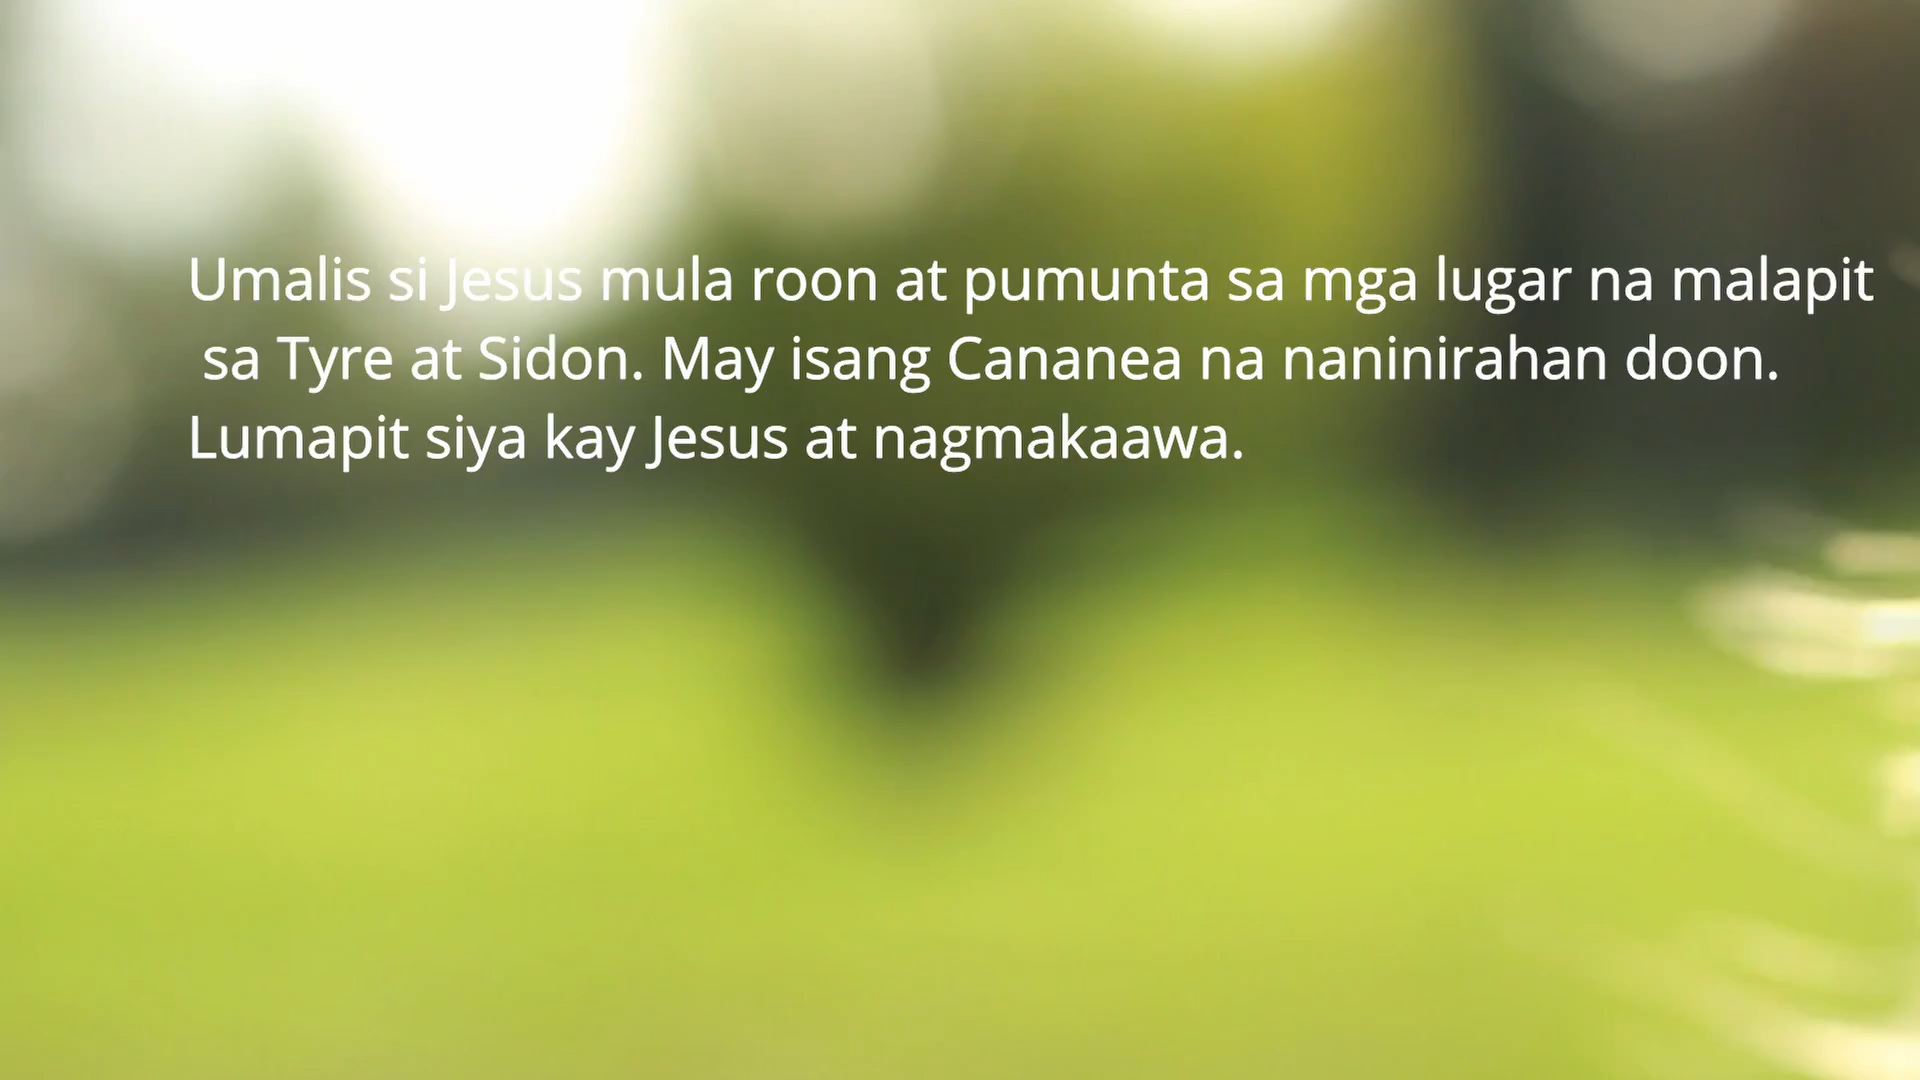 Umalis si Jesus mula roon at pumunta sa mga lugar na malapit
sa Tyre at Sidon. May isang Cananea na naninirahan doon.
Lumapit siya kay Jesus at nagmakaawa.